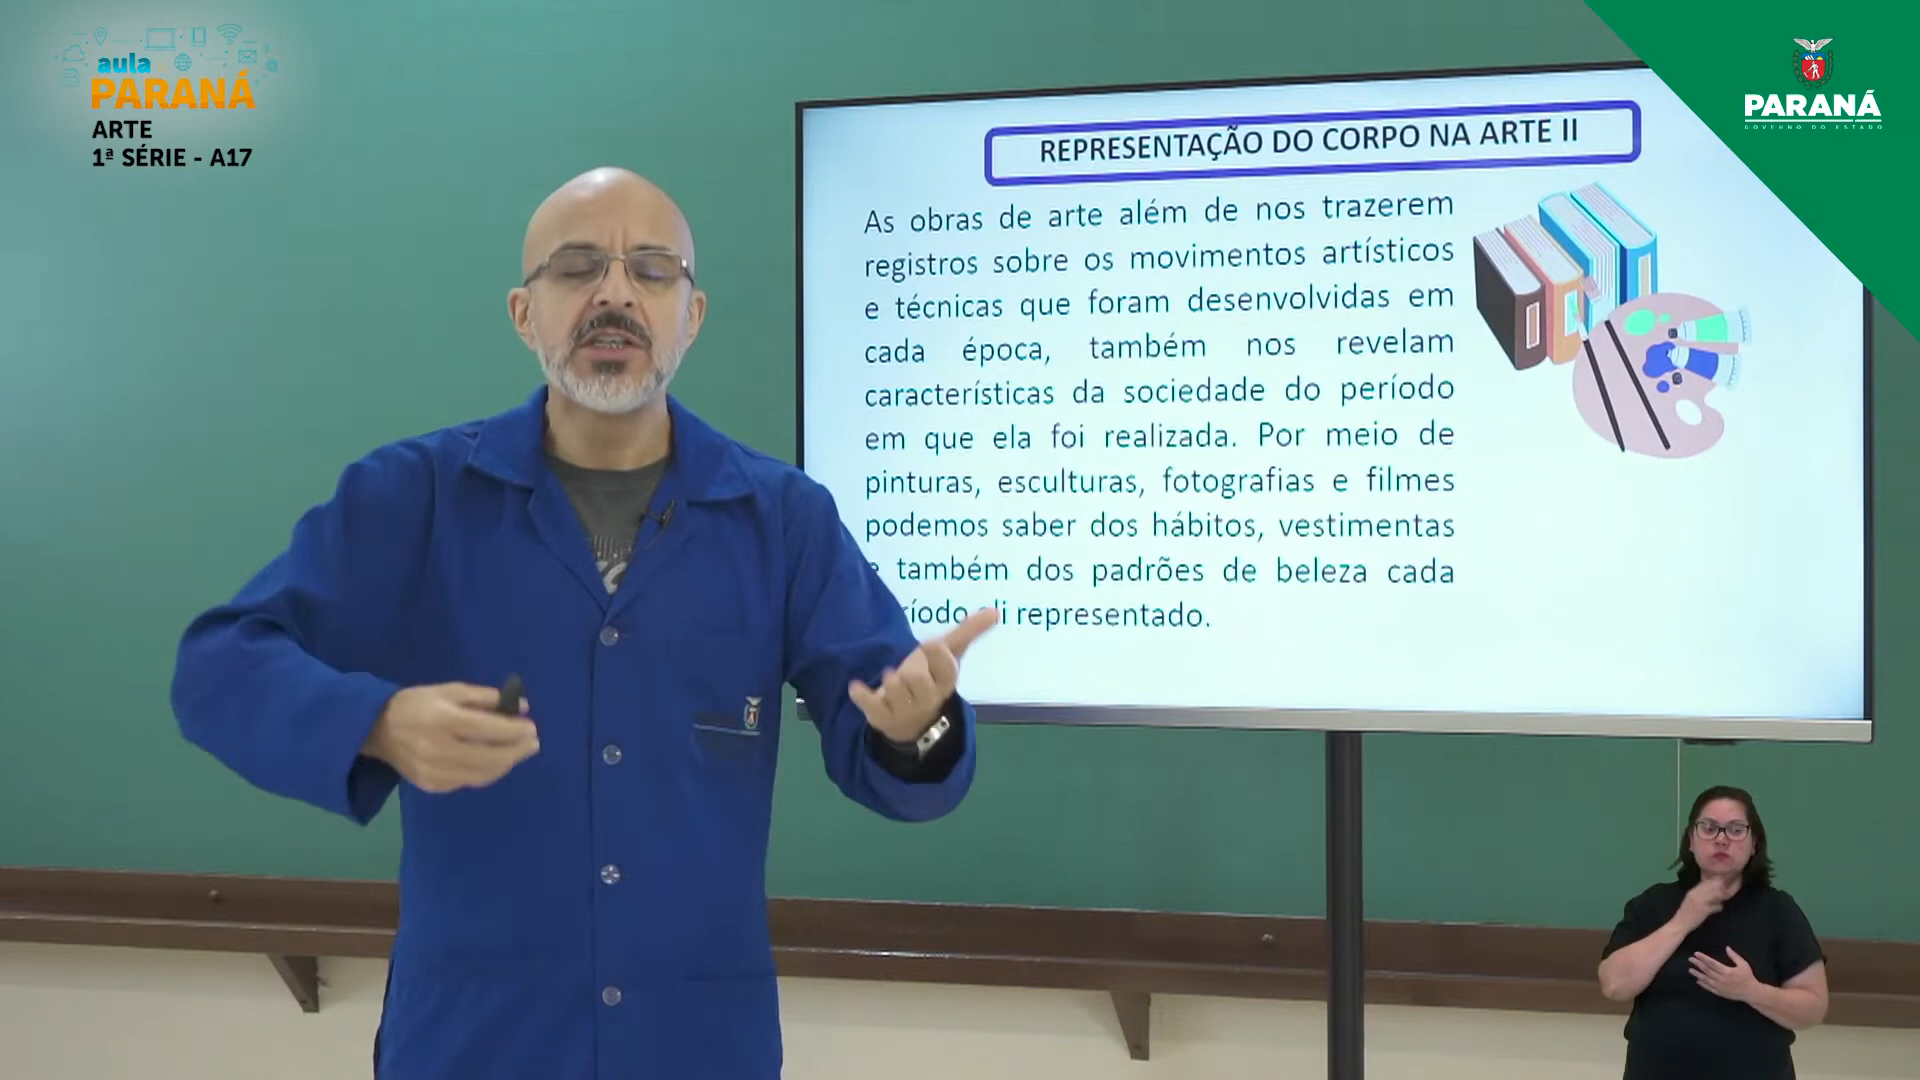 aula
PARANÁ
ARTE
1ª SÉRIE - A17
PARANÁ
GOVERNO DO ESTADO
REPRESENTAÇÃO DO CORPO NA ARTE II
As obras de arte além de nos trazerem
registros sobre os movimentos artísticos
e técnicas que foram desenvolvidas em
cada época, também nos revelam
características da sociedade do período
em que ela foi realizada. Por meio de
pinturas, esculturas, fotografias e filmes
podemos saber dos hábitos, vestimentas
também dos padrões de beleza cada
representado.